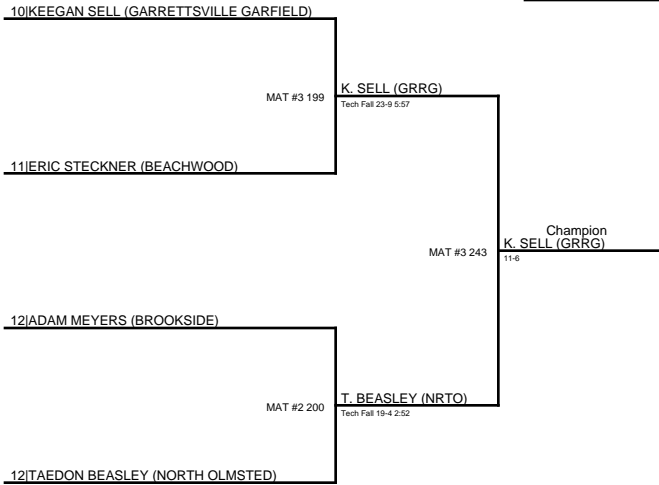 10|KEEGAN SELL (GARRETTSVILLE GARFIELD)
MAT #3 199
K. SELL (GRRG)
Tech Fall 23-9 5:57
11|ERIC STECKNER (BEACHWOOD)
MAT #3 243
Champion
K. SELL (GRRG)
11-6
12|ADAM MEYERS (BROOKSIDE)
MAT #2 200
T. BEASLEY (NRTO)
Tech Fall 19-4 2:52
12|TAEDON BEASLEY (NORTH OLMSTED)